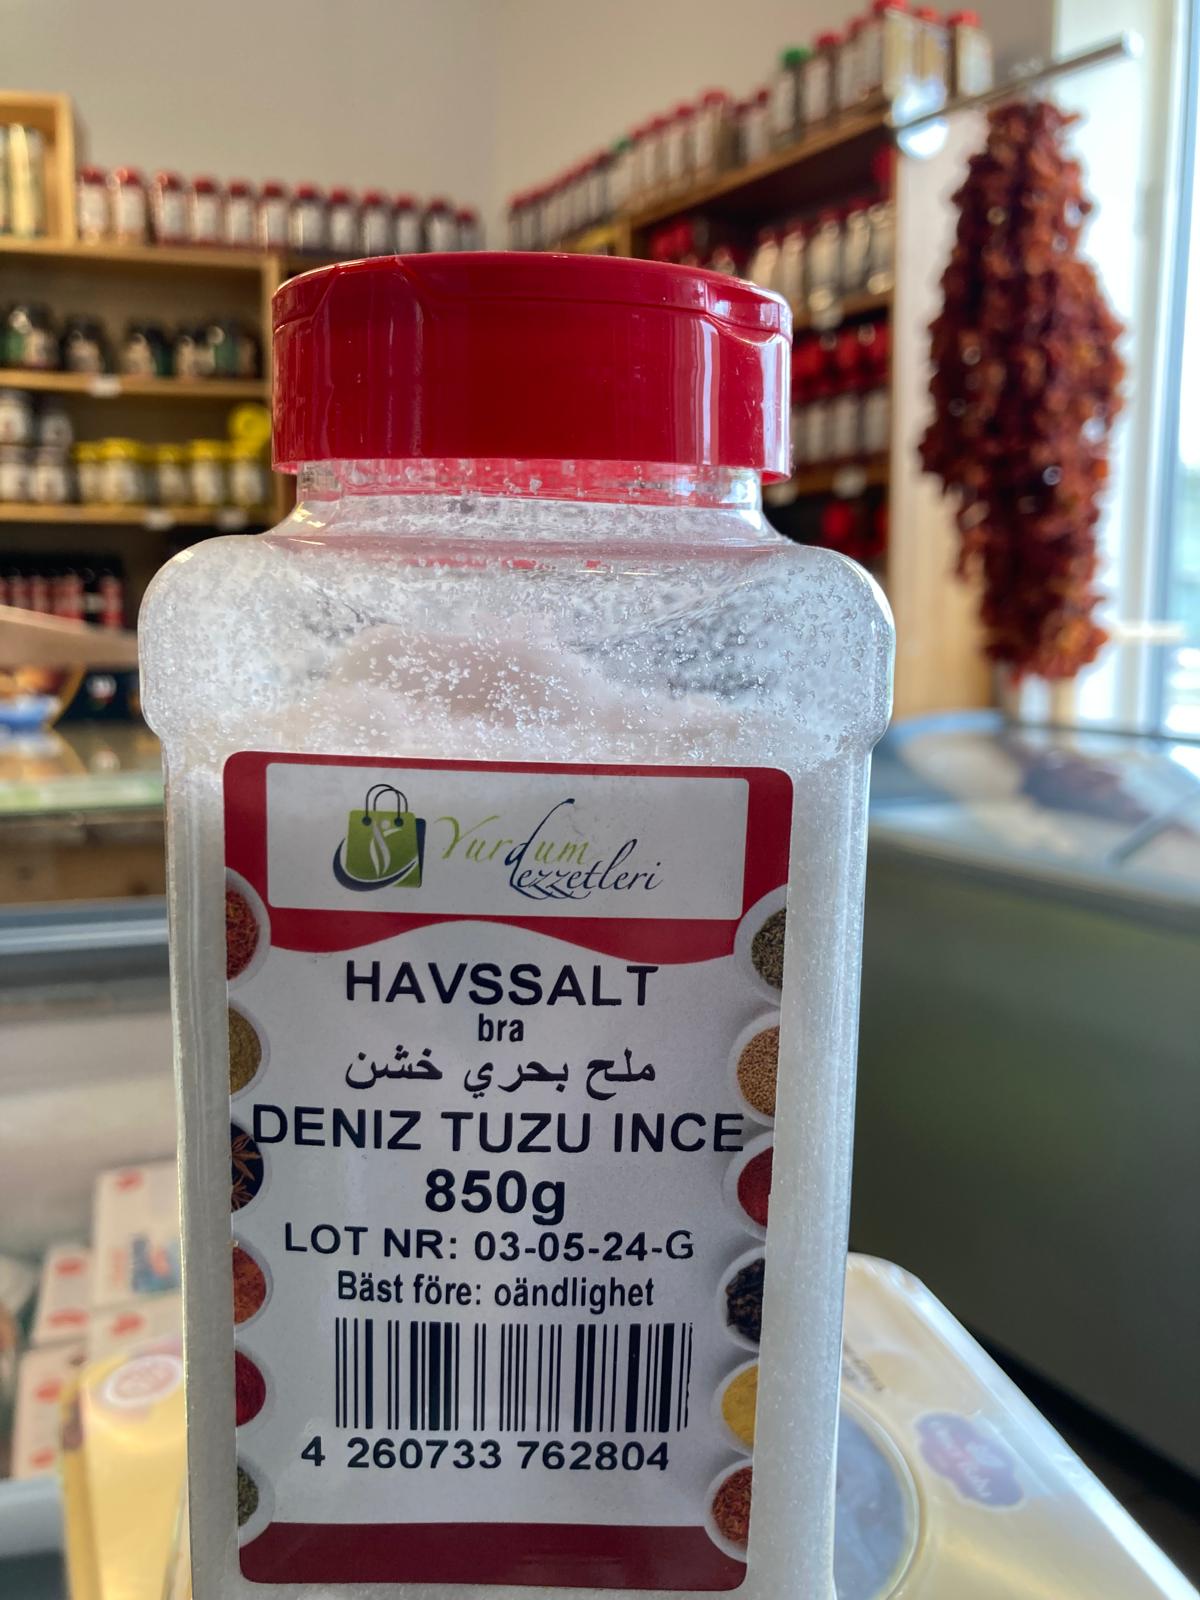 Yurdum
Lezzetleri
HAVSSALT
bra
ملح بحري خشن
DENIZ TUZU INCE
850g
LOT NR: 03-05-24-G
Bäst före: oändlighet
4 260733 762804